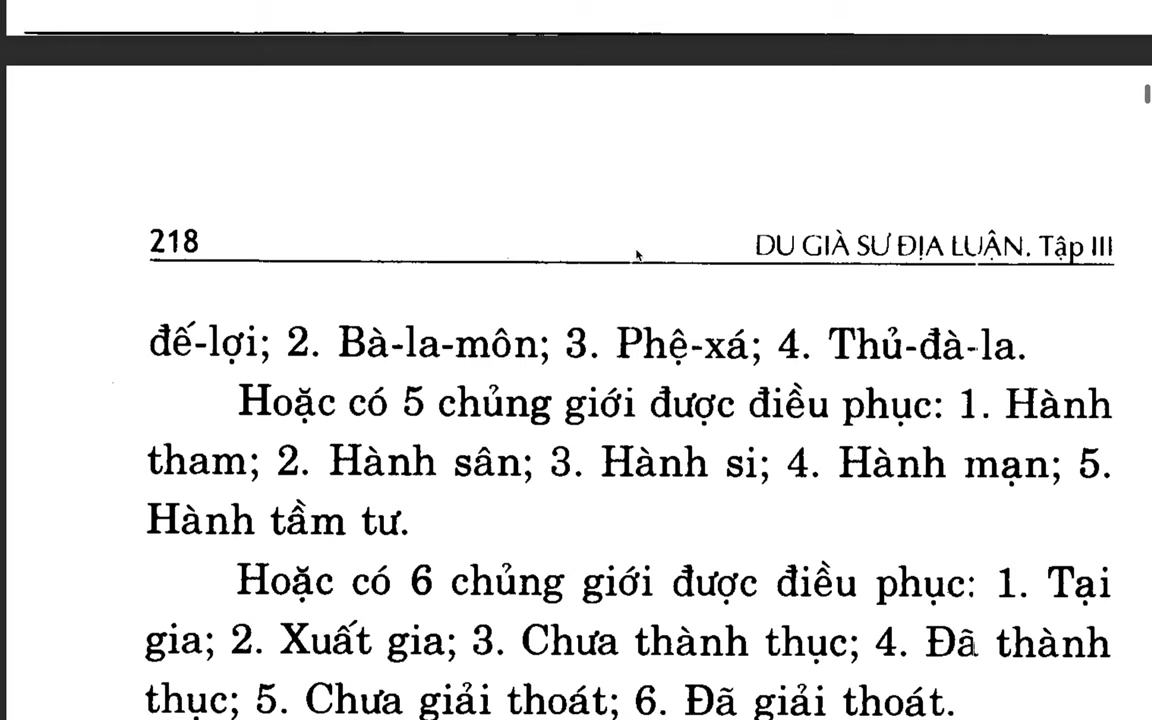 218
DU GIÀ SƯ ĐỊA LUẬN. Tập III
đế-lợi; 2. Bà-la-môn; 3. Phệ-xá; 4. Thủ-đà-la.
Hoặc có 5 chủng giới được điều phục: 1. Hành
tham; 2. Hành sân; 3. Hành si; 4. Hành mạn; 5.
Hành tầm tư.
Hoặc có 6 chủng giới được điều phục: 1. Tại
gia; 2. Xuất gia; 3. Chưa thành thục; 4. Đã thành
thục; 5. Chưa giải thoát; 6. Đã giải thoát.